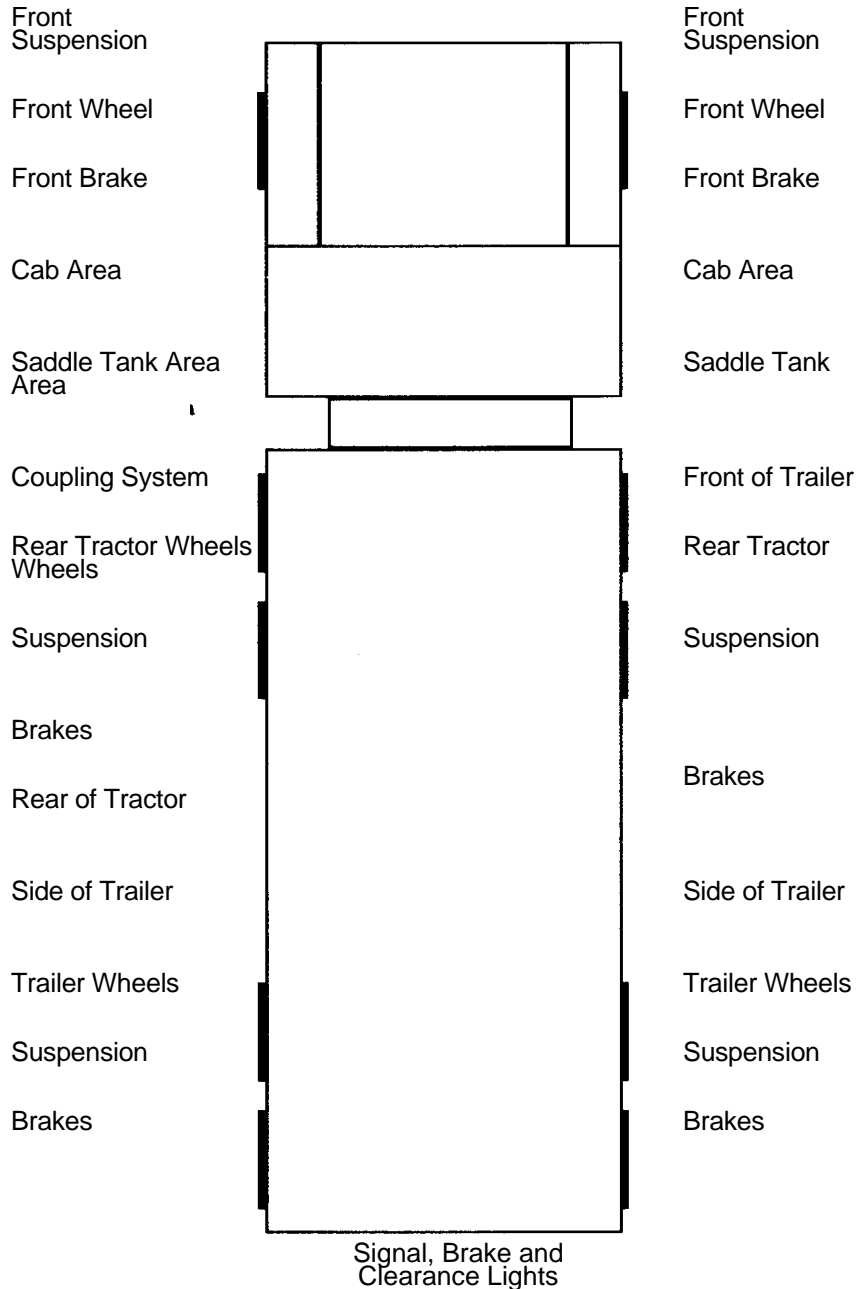 Front
Suspension
Front Wheel
Front Brake
Cab Area
Saddle Tank Area
Area
Coupling System
Rear Tractor Wheels
Wheels
Suspension
Brakes
Rear of Tractor
Side of Trailer
Trailer Wheels
Suspension
Brakes
Front
Suspension
Front Wheel
Front Brake
Cab Area
Saddle Tank
Front of Trailer
Rear Tractor
Suspension
Brakes
Side of Trailer
Trailer Wheels
Suspension
Brakes
Signal, Brake and
Clearance Lights